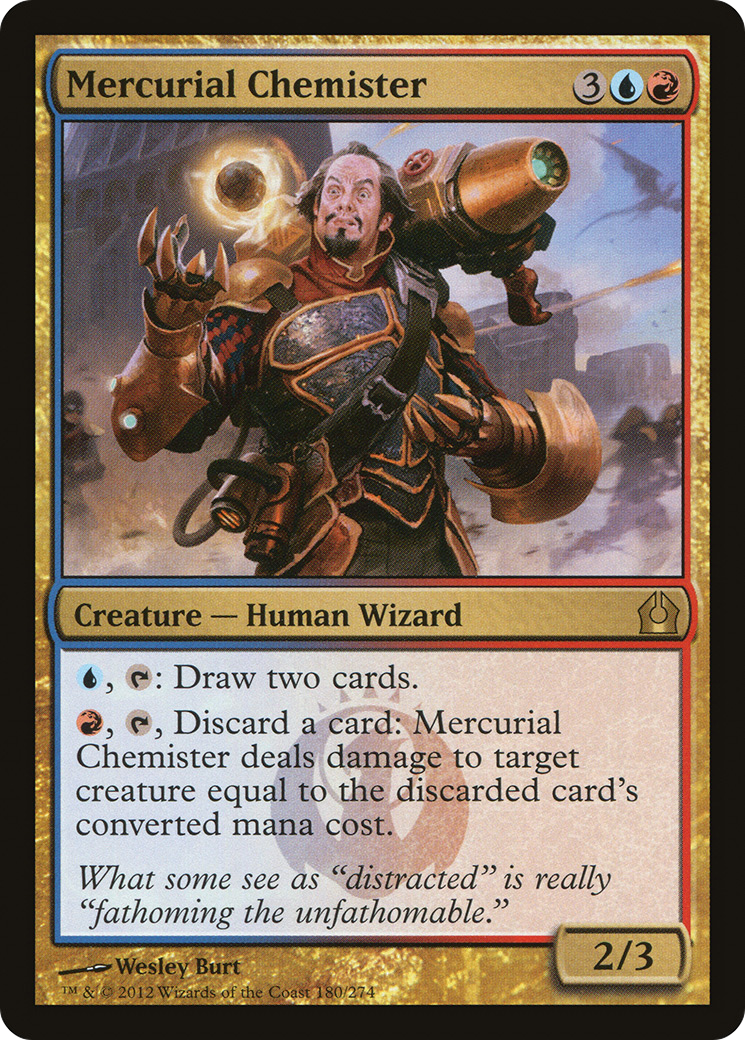 Mercurial Chemister 3
Creature — Human Wizard
, : Draw two cards.
, , Discard a card: Mercurial
Chemister deals damage to target
creature equal to the discarded card's
converted mana cost.
What some see as “distracted” is really
“fathoming the unfathomable.”
2/3
Wesley Burt
™ & © 2012 Wizards of the Coast 180/274